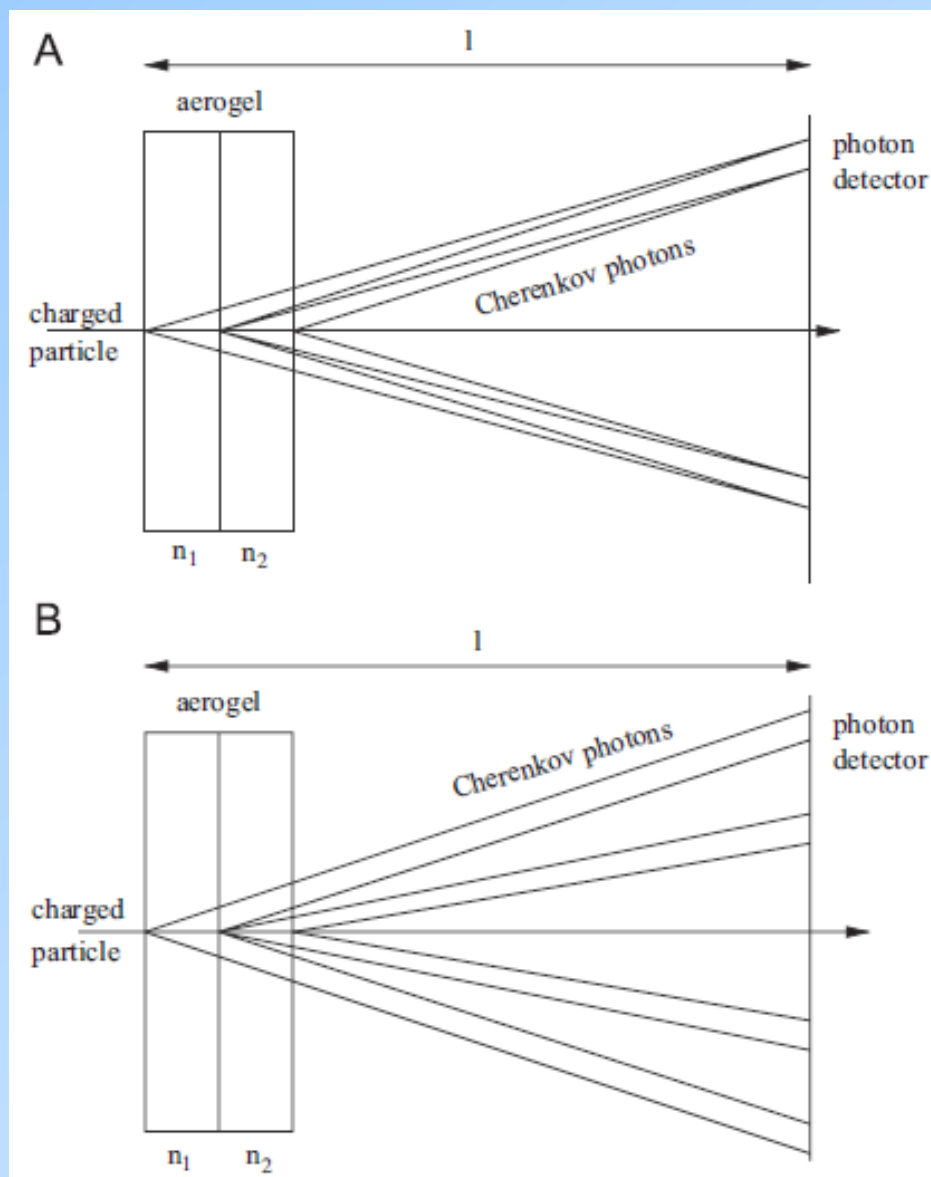 A
l
aerogel
photon
detector
Cherenkov photons
charged
particle
n₁ n₂
B
l
aerogel
photon
detector
Cherenkov photons
charged
particle
n₁ n₂